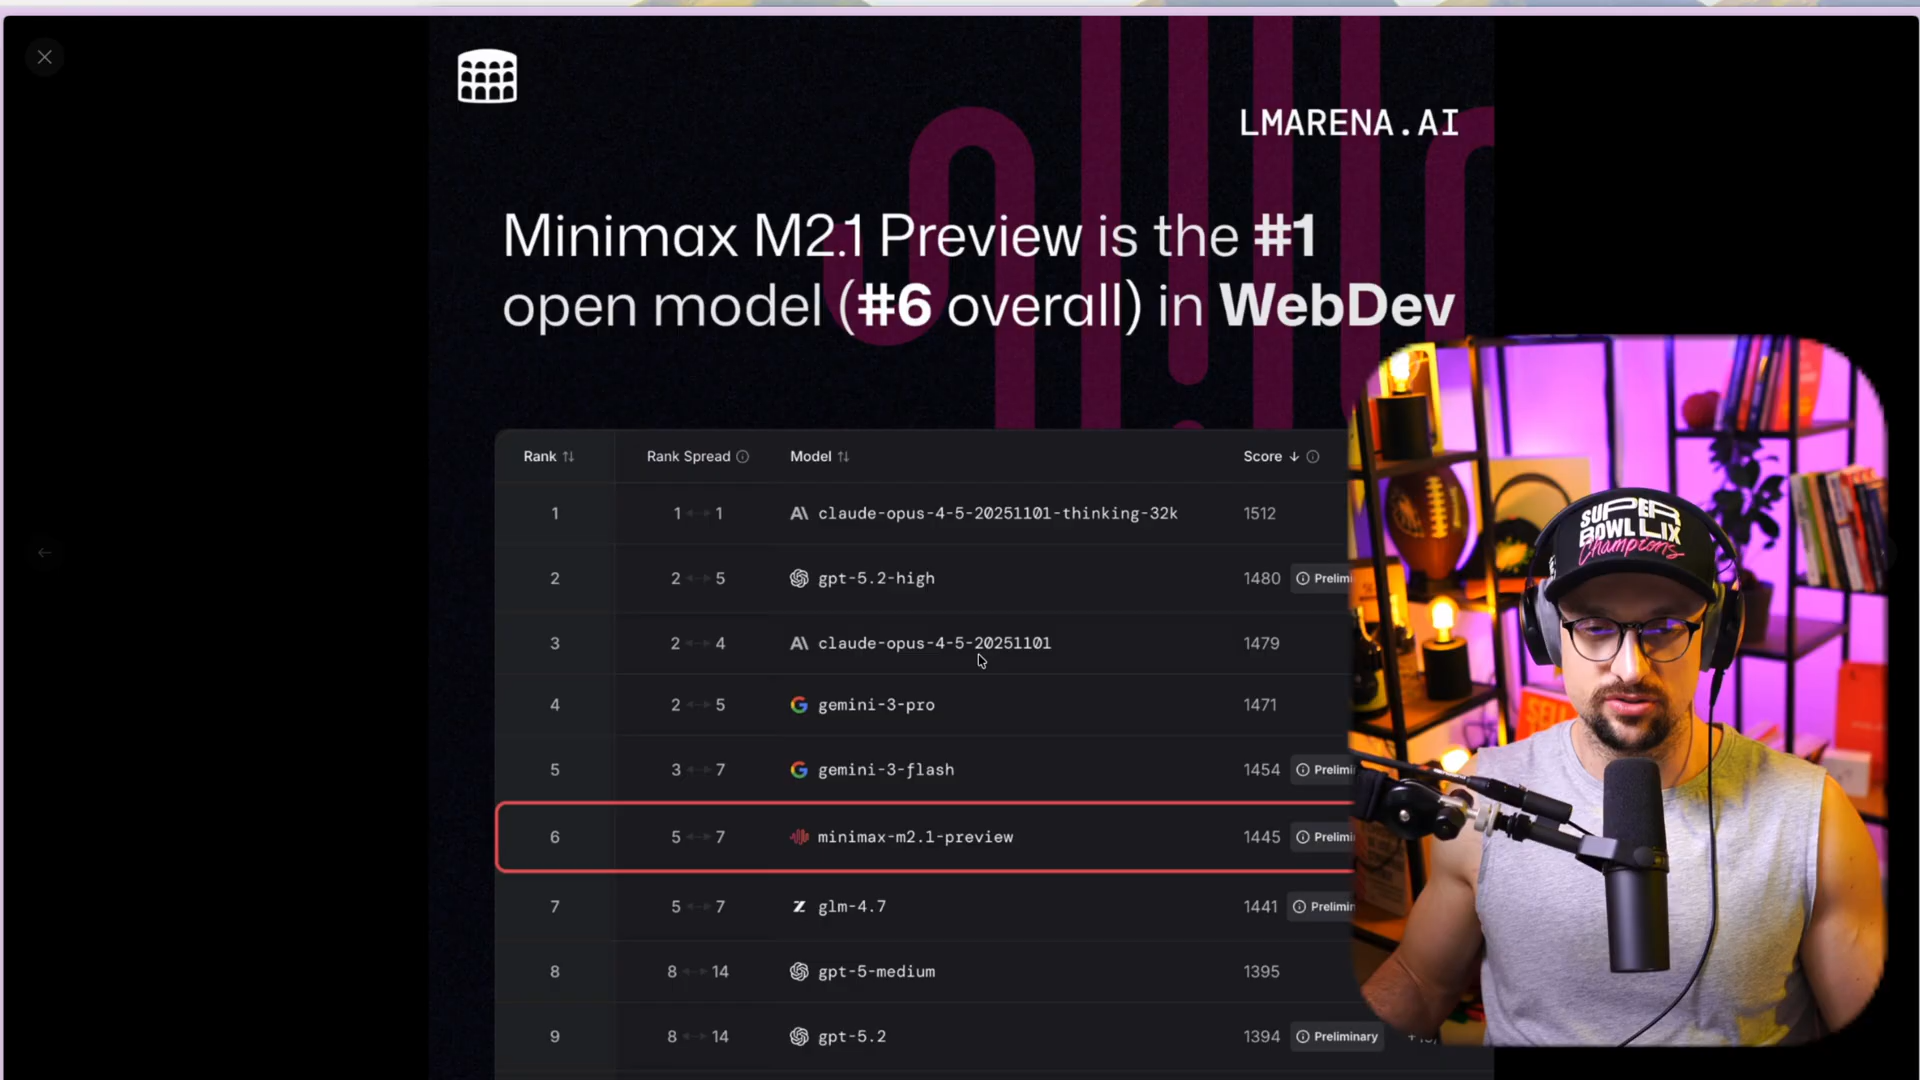 LMARENA.AI
Minimax M2.1 Preview is the #1
open model (#6 overall) in WebDev
Rank Rank Spread Model Score
1 1 1 claude-opus-4-5-20251101-thinking-32k 1512
2 2 5 gpt-5.2-high 1480
3 2 4 claude-opus-4-5-20251101 1479
4 2 5 gemini-3-pro 1471
5 3 7 gemini-3-flash 1454
6 5 7 minimax-m2.1-preview 1445
7 5 7 glm-4.7 1441
8 8 14 gpt-5-medium 1395
9 8 14 gpt-5.2 1394 Preliminary
SUPER
BOWL LIX
Champions